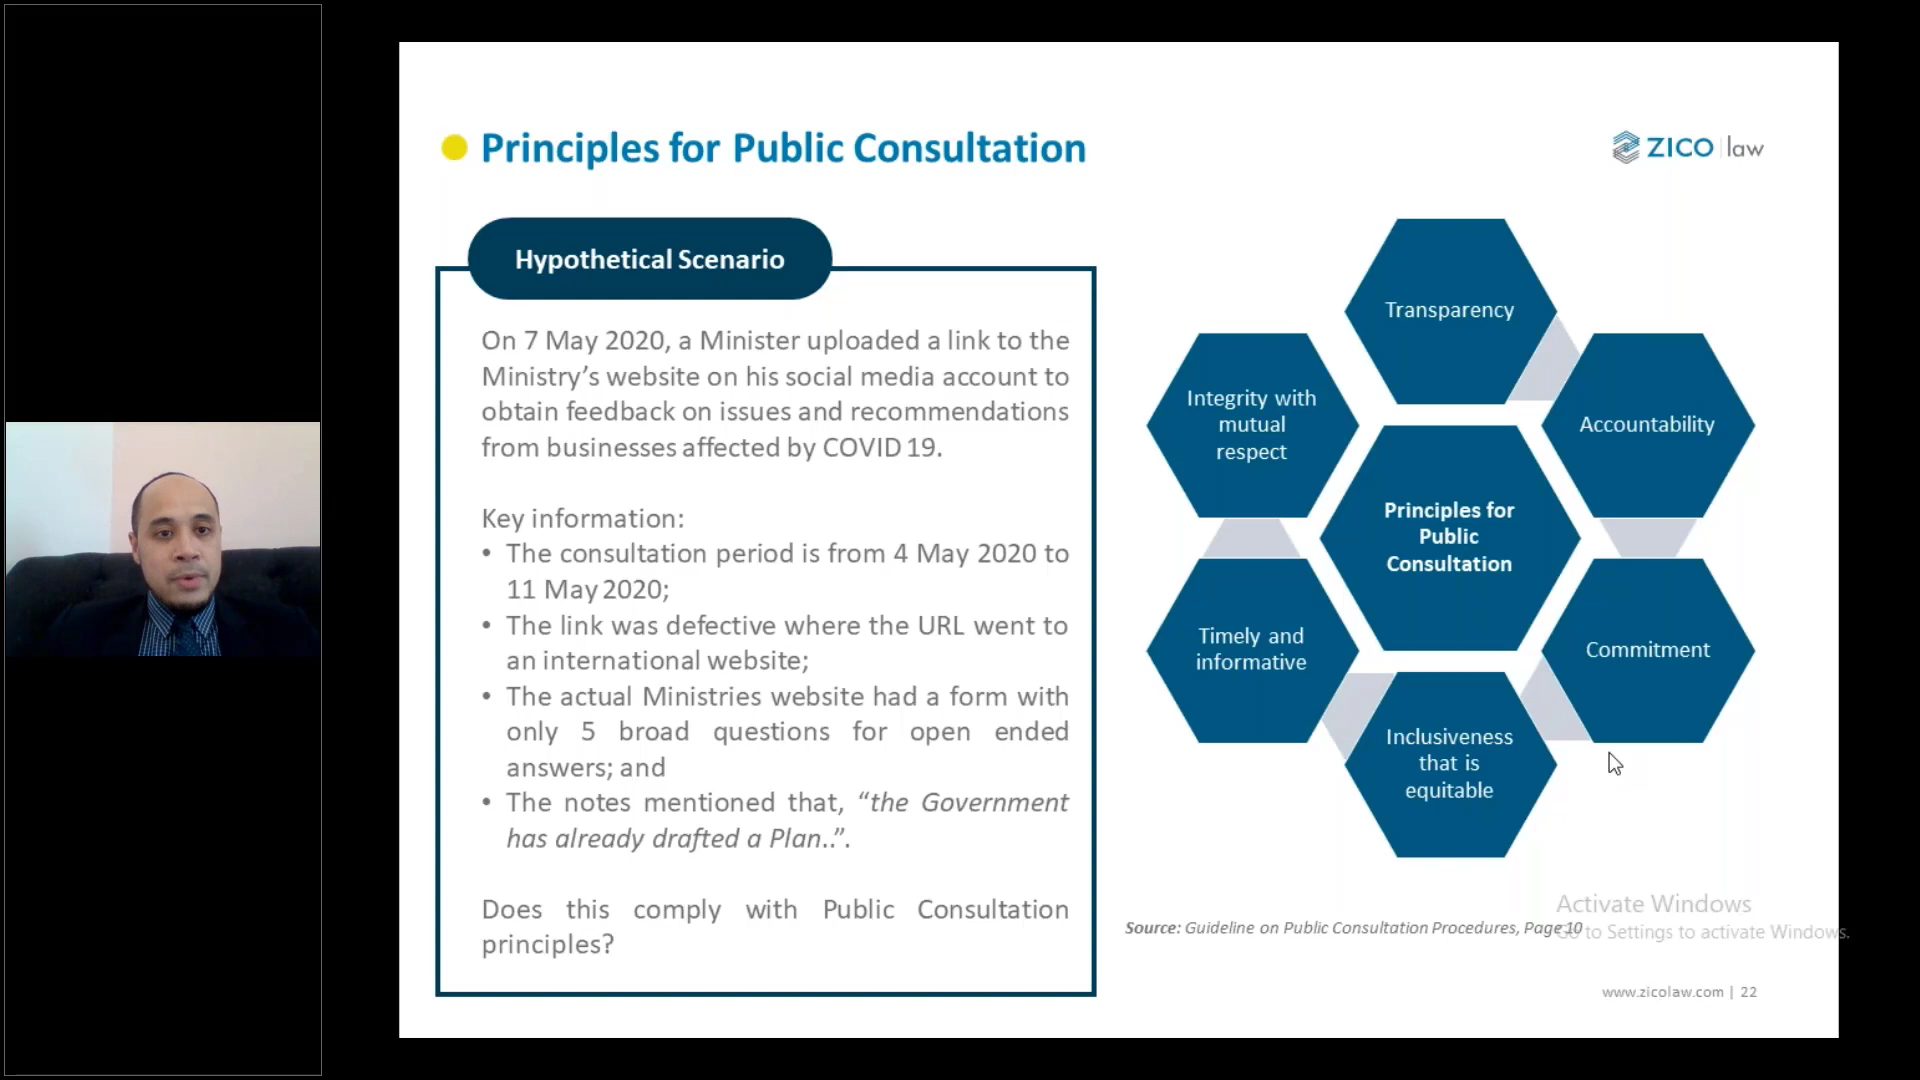 Principles for Public Consultation
ZICO law
Hypothetical Scenario
On 7 May 2020, a Minister uploaded a link to the
Ministry’s website on his social media account to
obtain feedback on issues and recommendations
from businesses affected by COVID 19.
Key information:
• The consultation period is from 4 May 2020 to
11 May 2020;
• The link was defective where the URL went to
an international website;
• The actual Ministries website had a form with
only 5 broad questions for open ended
answers; and
• The notes mentioned that, “the Government
has already drafted a Plan..”.
Does this comply with Public Consultation
principles?
Transparency
Integrity with
mutual
respect
Accountability
Principles for
Public
Consultation
Timely and
informative
Commitment
Inclusiveness
that is
equitable
Activate Windows
Source: Guideline on Public Consultation Procedures, Page 10
Go to Settings to activate Windows.
www.zicolaw.com | 22